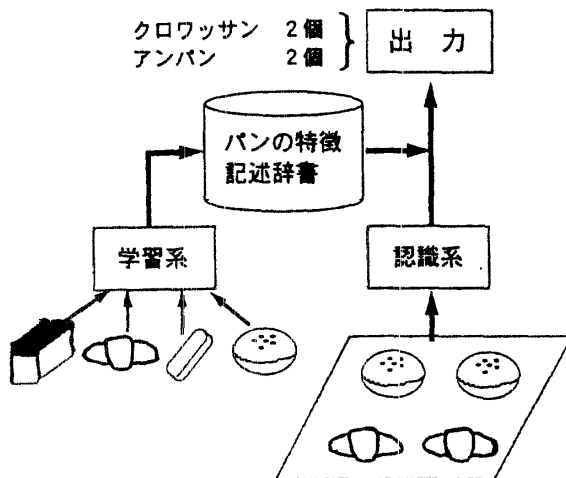 クロワッサン 2個
アンパン 2個
出 力
パンの特徴
記述辞書
学習系
認識系